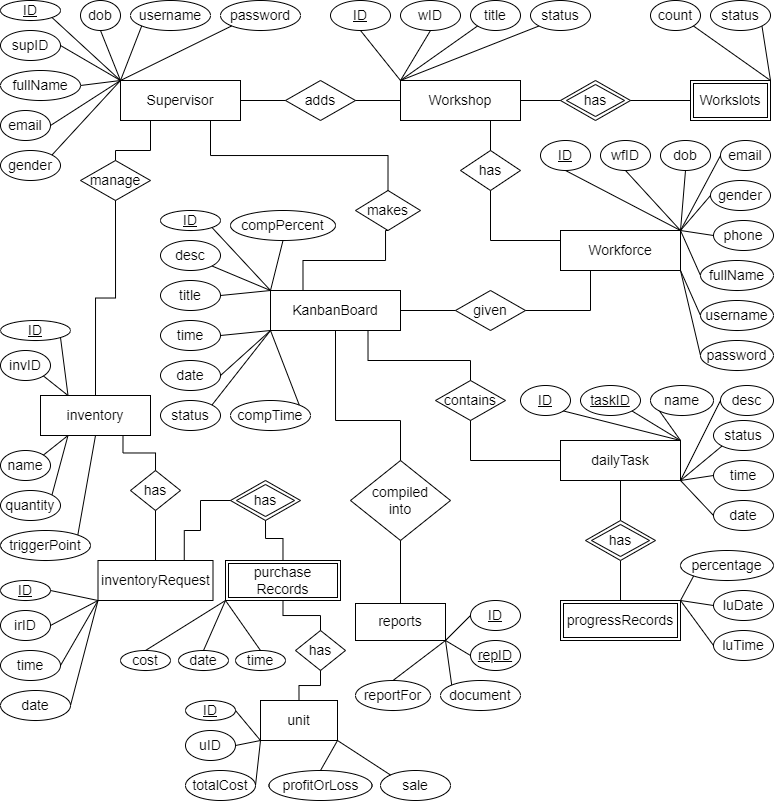 ID
dob
username
password
ID
wID
title
status
count
status
supID
fullName
email
gender
Supervisor
adds
Workshop
has
Workslots
manage
has
makes
ID
wfID
dob
email
gender
phone
fullName
username
password
Workforce
ID
compPercent
desc
title
time
date
status
compTime
KanbanBoard
given
contains
ID
invID
inventory
name
quantity
triggerPoint
has
has
compiled
into
ID
taskID
name
desc
status
time
date
dailyTask
has
percentage
luDate
luTime
progressRecords
inventoryRequest
purchase
Records
ID
irID
time
date
cost
date
time
has
reports
ID
repID
reportFor
document
ID
uID
totalCost
unit
profitOrLoss
sale